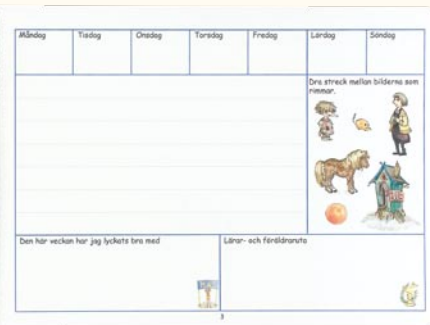 Måndag Tisdag Onsdag Torsdag Fredag Lördag Söndag
Dra streck mellan bilderna som
rimmar.
Den här veckan har jag lyckats bra med
Lärar- och föräldraruta
3